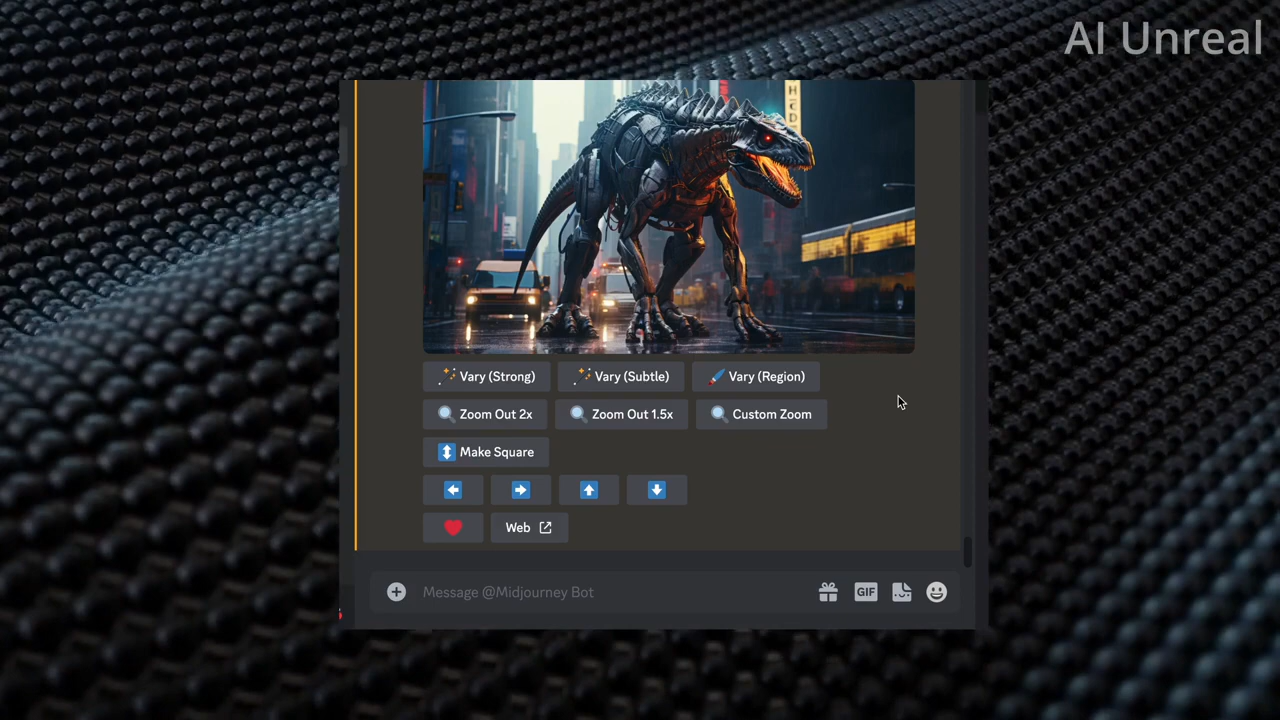 AI Unreal
Vary (Strong)
Vary (Subtle)
Vary (Region)
Zoom Out 2x
Zoom Out 1.5x
Custom Zoom
Make Square
Web
Message @Midjourney Bot
GIF